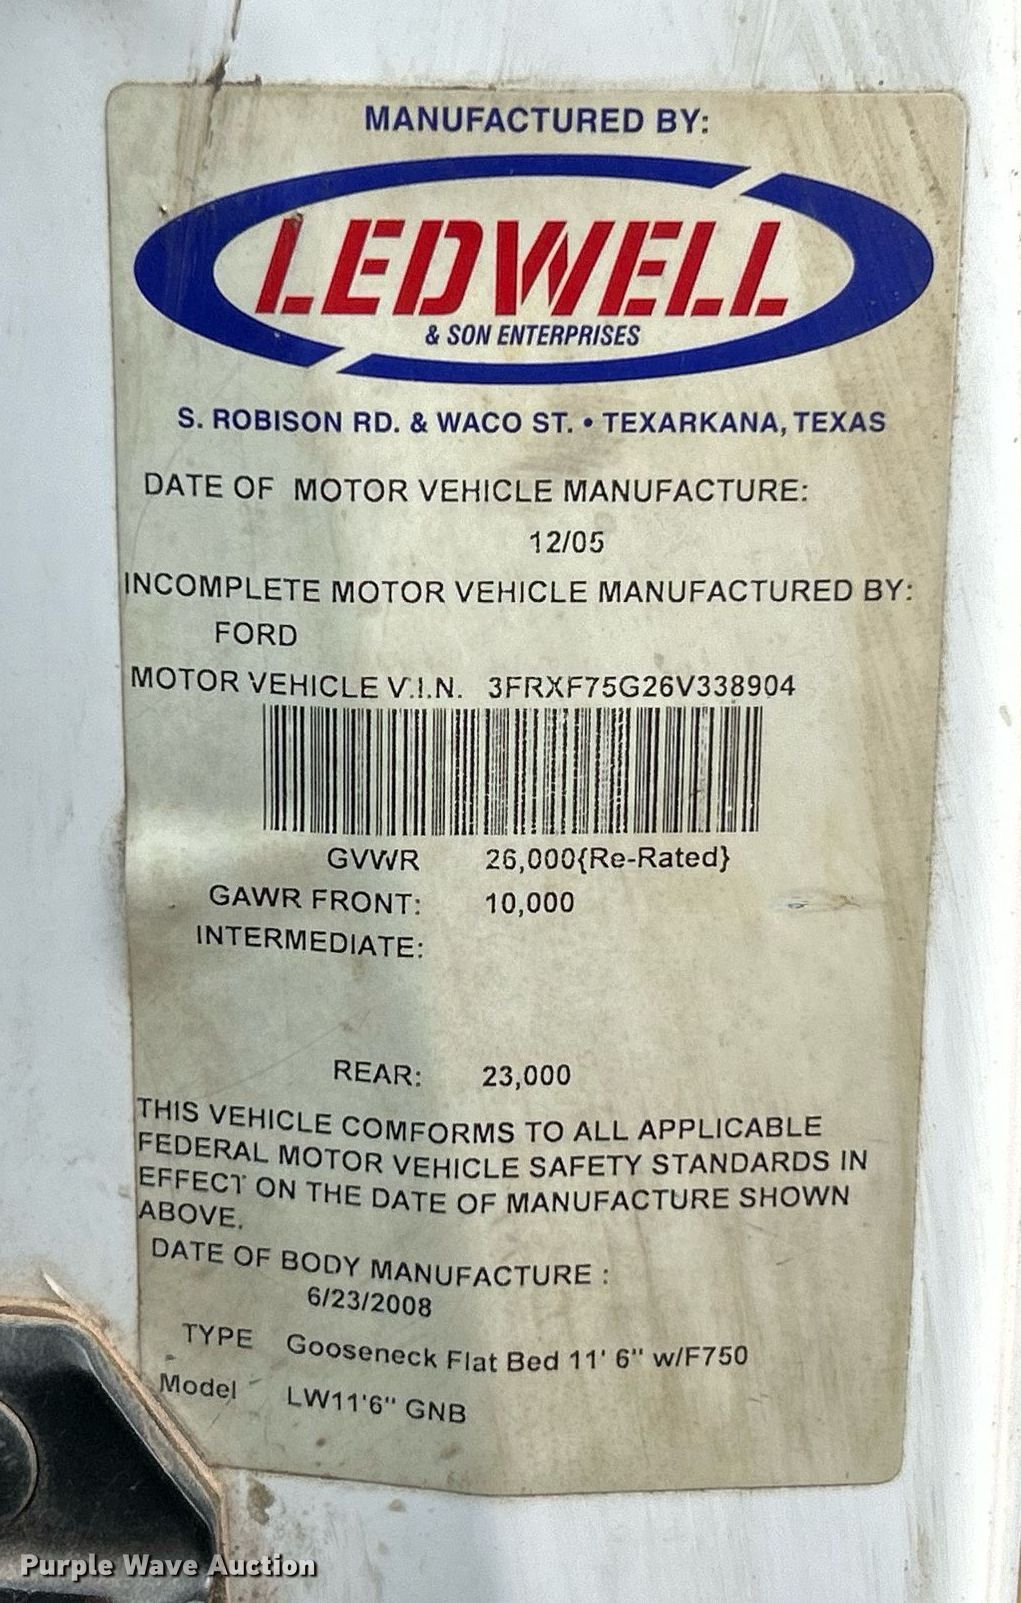 MANUFACTURED BY:
LEDWELL
& SON ENTERPRISES
S. ROBISON RD. & WACO ST. • TEXARKANA, TEXAS
DATE OF MOTOR VEHICLE MANUFACTURE:
12/05
INCOMPLETE MOTOR VEHICLE MANUFACTURED BY:
FORD
MOTOR VEHICLE V.I.N. 3FRXF75G26V338904
GVWR 26,000{Re-Rated}
GAWR FRONT: 10,000
INTERMEDIATE:
REAR: 23,000
THIS VEHICLE COMFORMS TO ALL APPLICABLE
FEDERAL MOTOR VEHICLE SAFETY STANDARDS IN
EFFECT ON THE DATE OF MANUFACTURE SHOWN
ABOVE.
DATE OF BODY MANUFACTURE :
6/23/2008
TYPE Gooseneck Flat Bed 11' 6" w/F750
Model LW11'6" GNB
Purple Wave Auction